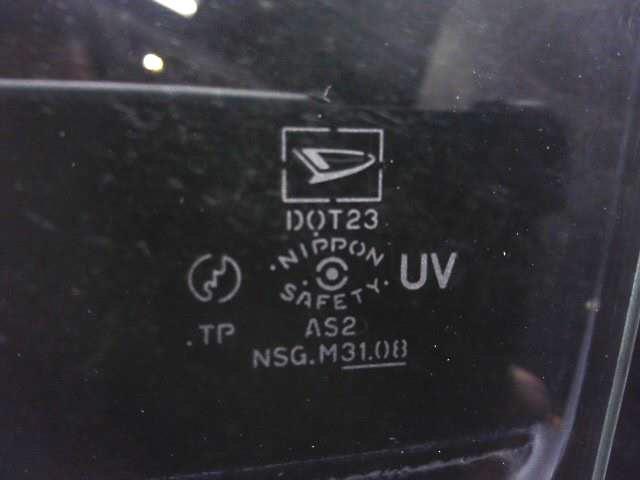 DOT23
NIPPON
SAFETY
UV
.TP
AS2
NSG.M31.08